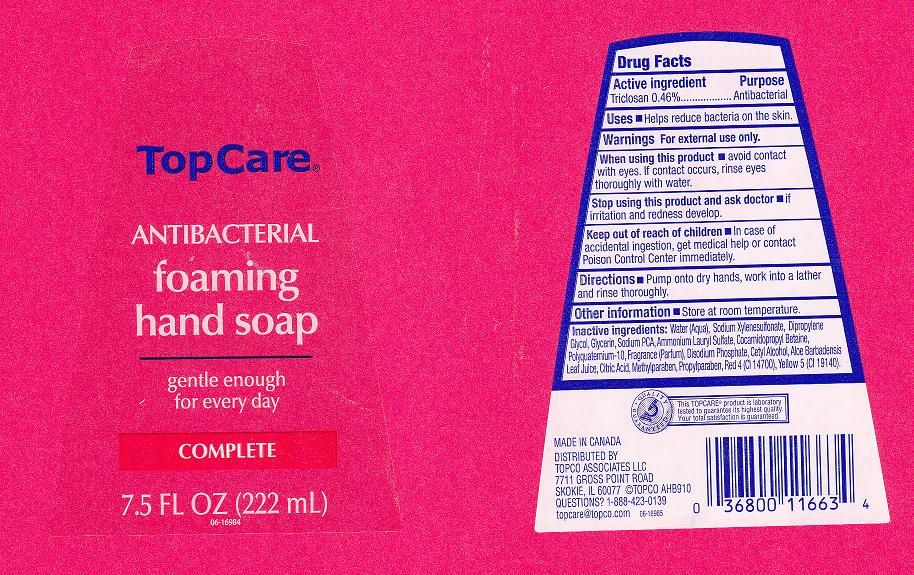 TopCare®
ANTIBACTERIAL
foaming
hand soap
gentle enough
for every day
COMPLETE
7.5 FL OZ (222 mL)
06-16984
Drug Facts
Active ingredient Purpose
Triclosan 0.46%.................. Antibacterial
Uses ■ Helps reduce bacteria on the skin.
Warnings For external use only.
When using this product ■ avoid contact
with eyes. If contact occurs, rinse eyes
thoroughly with water.
Stop using this product and ask doctor ■ if
irritation and redness develop.
Keep out of reach of children ■ In case of
accidental ingestion, get medical help or contact
Poison Control Center immediately.
Directions ■ Pump onto dry hands, work into a lather
and rinse thoroughly.
Other information ■ Store at room temperature.
Inactive ingredients: Water (Aqua), Sodium Xylenesulfonate, Dipropylene
Glycol, Glycerin, Sodium PCA, Ammonium Lauryl Sulfate, Cocamidopropyl Betaine,
Polyquaternium-10, Fragrance (Parfum), Disodium Phosphate, Cetyl Alcohol, Aloe Barbadensis
Leaf Juice, Citric Acid, Methylparaben, Propylparaben, Red 4 (CI 14700), Yellow 5 (CI 19140).
QUALITY
GUARANTEED
This TOPCARE® product is laboratory
tested to guarantee its highest quality.
Your total satisfaction is guaranteed.
MADE IN CANADA
DISTRIBUTED BY
TOPCO ASSOCIATES LLC
7711 GROSS POINT ROAD
SKOKIE, IL 60077 ©TOPCO AHB910
QUESTIONS? 1-888-423-0139
topcare@topco.com 06-16985
0 36800 11663 4